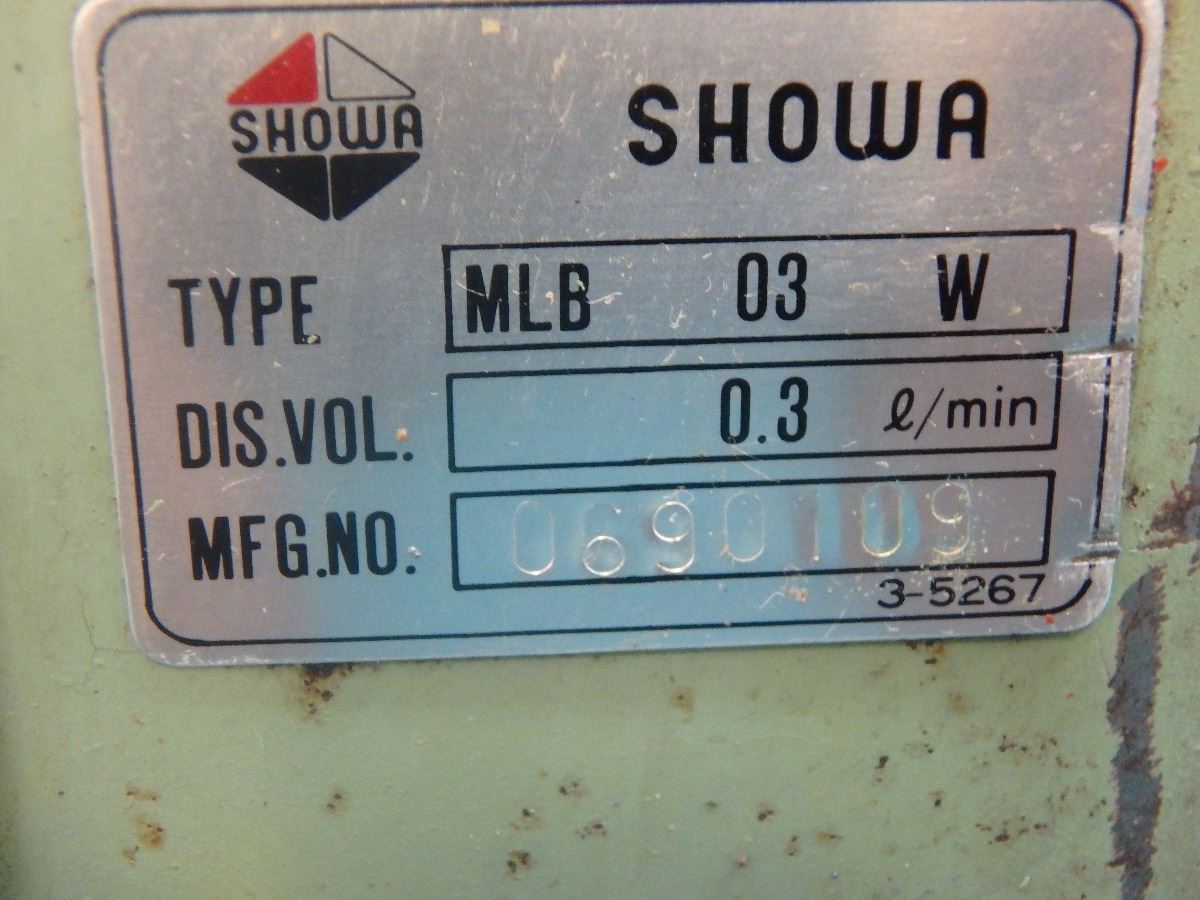 SHOWA
SHOWA
TYPE MLB 03 W
DIS.VOL. 0.3 ℓ/min
MFG.NO. 0690109
3-5267